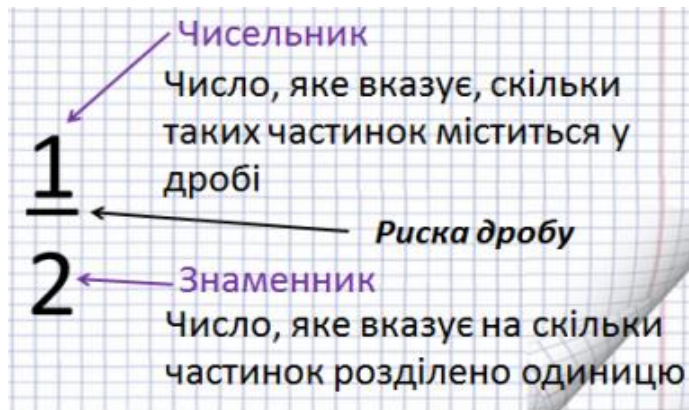 Чисельник
Число, яке вказує, скільки
таких частинок міститься у
дробі
1
Риска дробу
2
Знаменник
Число, яке вказує на скільки
частинок розділено одиницю